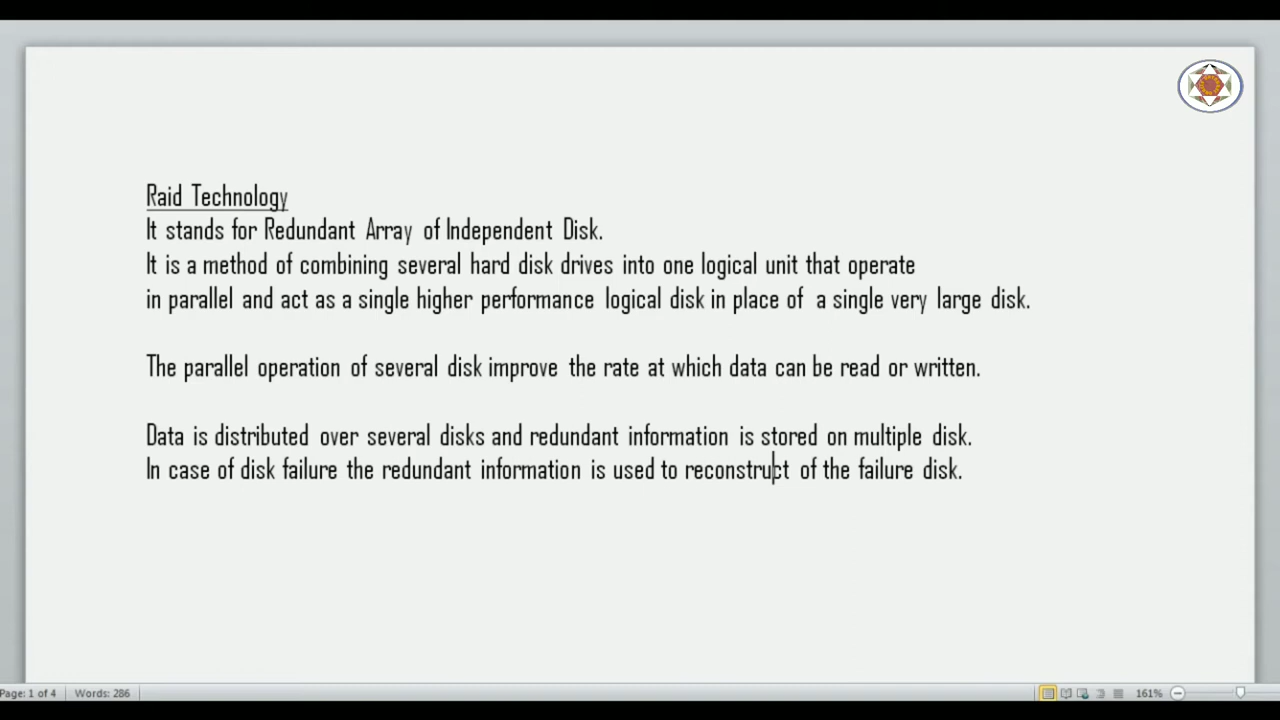 Raid Technology
It stands for Redundant Array of Independent Disk.
It is a method of combining several hard disk drives into one logical unit that operate
in parallel and act as a single higher performance logical disk in place of a single very large disk.
The parallel operation of several disk improve the rate at which data can be read or written.
Data is distributed over several disks and redundant information is stored on multiple disk.
In case of disk failure the redundant information is used to reconstruct of the failure disk.
Page: 1 of 4 Words: 286 161%